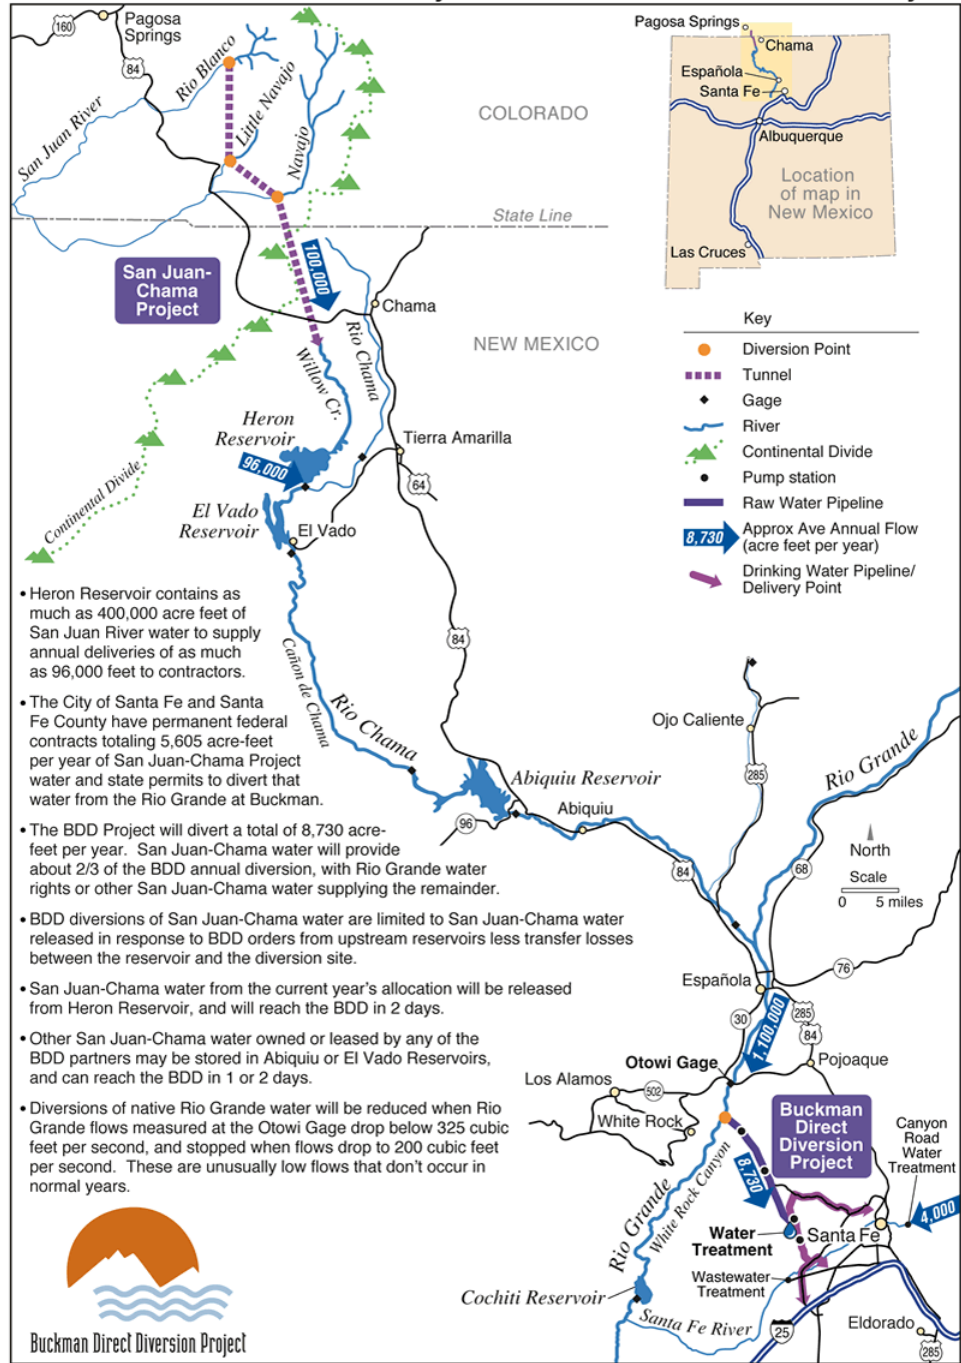 160
Pagosa
Springs
84
Rio Blanco
Little Navajo
Navajo
San Juan River
COLORADO
State Line
San Juan-
Chama
Project
100,000
Chama
NEW MEXICO
Rio Chama
Willow Cr.
Heron
Reservoir
96,000
Tierra Amarilla
64
El Vado
Reservoir
El Vado
Continental Divide
84
Cañon de Chama
Rio Chama
Abiquiu Reservoir
Abiquiu
96
84
Ojo Caliente
285
Rio Grande
68
North
Scale
0 5 miles
76
Española
30
285
84
1,100,000
Otowi Gage
Pojoaque
Los Alamos
502
White Rock
Buckman
Direct
Diversion
Project
Canyon
Road
Water
Treatment
8,730
4,000
Rio Grande
White Rock Canyon
Water
Treatment
Santa Fe
Wastewater
Treatment
Cochiti Reservoir
Santa Fe River
25
Eldorado
285
Pagosa Springs
Chama
Española
Santa Fe
Albuquerque
Location
of map in
New Mexico
Las Cruces
Key
Diversion Point
Tunnel
Gage
River
Continental Divide
Pump station
Raw Water Pipeline
8,730 Approx Ave Annual Flow
(acre feet per year)
Drinking Water Pipeline/
Delivery Point
• Heron Reservoir contains as
much as 400,000 acre feet of
San Juan River water to supply
annual deliveries of as much
as 96,000 feet to contractors.
• The City of Santa Fe and Santa
Fe County have permanent federal
contracts totaling 5,605 acre-feet
per year of San Juan-Chama Project
water and state permits to divert that
water from the Rio Grande at Buckman.
• The BDD Project will divert a total of 8,730 acre-
feet per year. San Juan-Chama water will provide
about 2/3 of the BDD annual diversion, with Rio Grande water
rights or other San Juan-Chama water supplying the remainder.
• BDD diversions of San Juan-Chama water are limited to San Juan-Chama water
released in response to BDD orders from upstream reservoirs less transfer losses
between the reservoir and the diversion site.
• San Juan-Chama water from the current year's allocation will be released
from Heron Reservoir, and will reach the BDD in 2 days.
• Other San Juan-Chama water owned or leased by any of the
BDD partners may be stored in Abiquiu or El Vado Reservoirs,
and can reach the BDD in 1 or 2 days.
• Diversions of native Rio Grande water will be reduced when Rio
Grande flows measured at the Otowi Gage drop below 325 cubic
feet per second, and stopped when flows drop to 200 cubic feet
per second. These are unusually low flows that don't occur in
normal years.
Buckman Direct Diversion Project